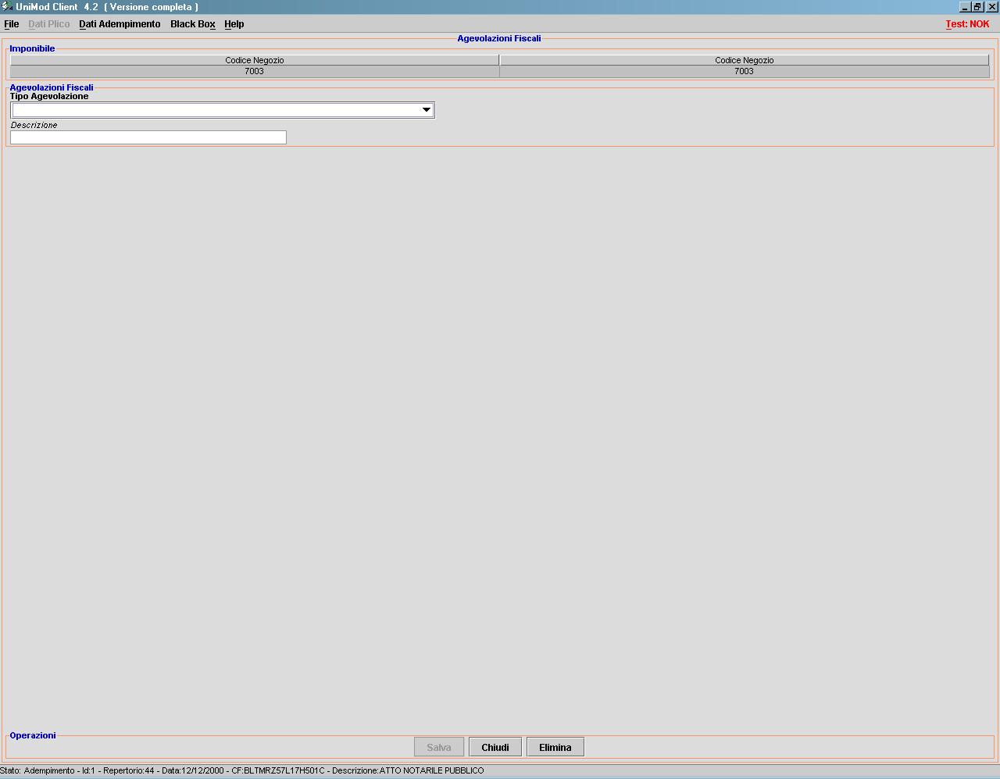 UniMod Client 4.2 ( Versione completa )
File Dati Plico Dati Adempimento Black Box Help Test: NOK
Agevolazioni Fiscali
Imponibile
Codice Negozio Codice Negozio
7003 7003
Agevolazioni Fiscali
Tipo Agevolazione
Descrizione
Operazioni
Salva Chiudi Elimina
Stato: Adempimento - Id:1 - Repertorio:44 - Data:12/12/2000 - CF:BLTMRZ57L17H501C - Descrizione:ATTO NOTARILE PUBBLICO